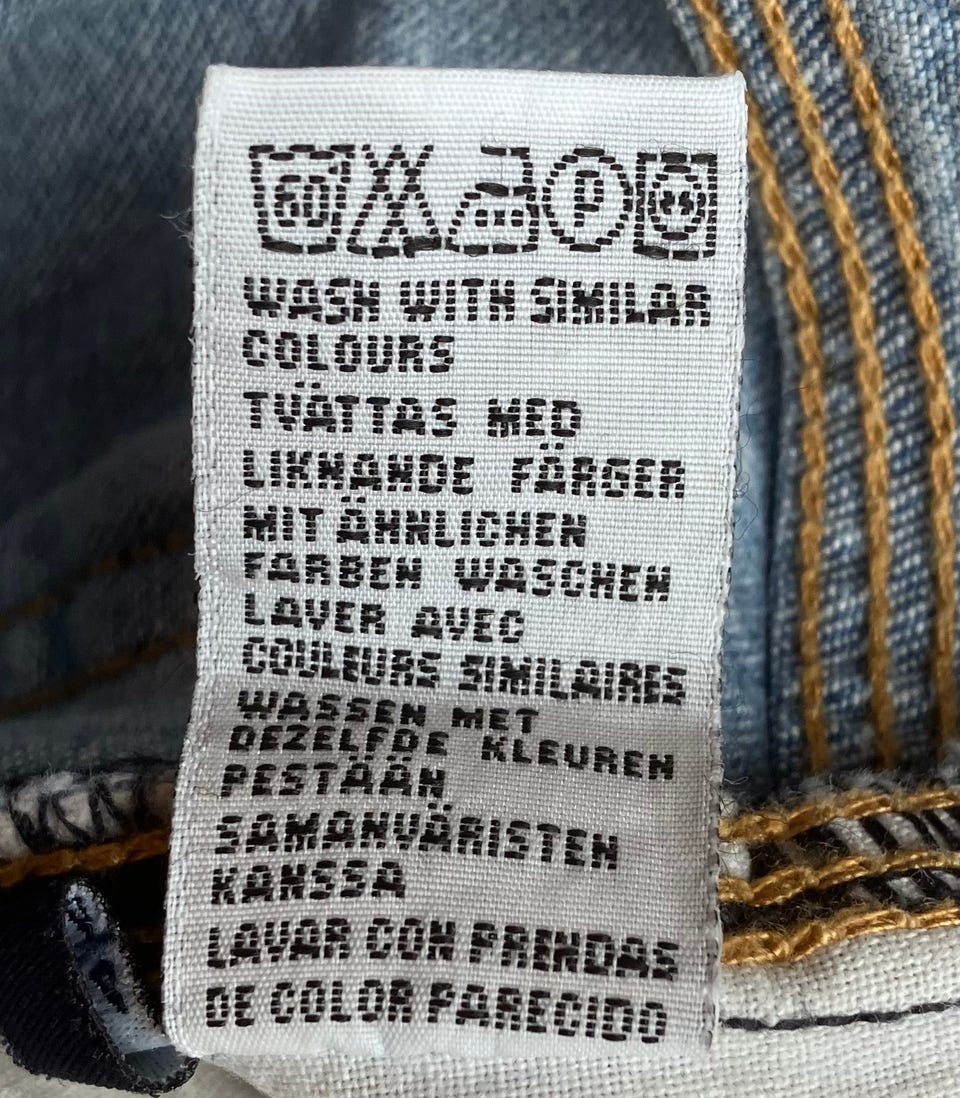 60 P
WASH WITH SIMILAR
COLOURS
TVÄTTAS MED
LIKNANDE FÄRGER
MIT ÄHNLICHEN
FARBEN WASCHEN
LAVER AVEC
COULEURS SIMILAIRES
WASSEN MET
DEZELFDE KLEUREN
PESTÄÄN
SAMANVÄRISTEN
KANSSA
LAVAR CON PRENDAS
DE COLOR PARECIDO